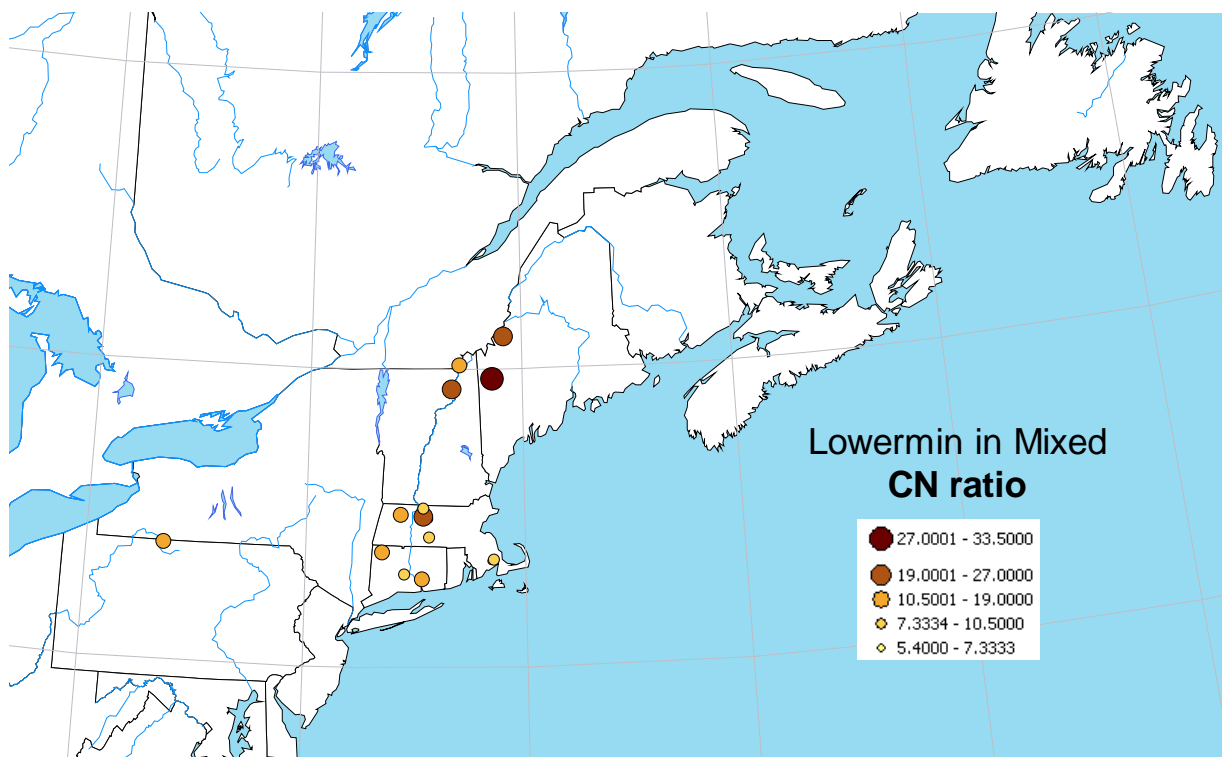 Lowermin in Mixed
CN ratio
27.0001 - 33.5000
19.0001 - 27.0000
10.5001 - 19.0000
7.3334 - 10.5000
5.4000 - 7.3333